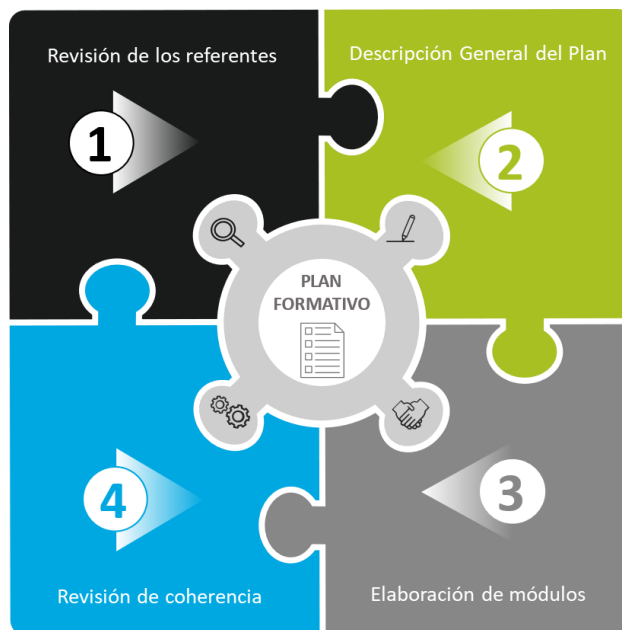 Revisión de los referentes
1
Descripción General del Plan
2
PLAN
FORMATIVO
4
Revisión de coherencia
3
Elaboración de módulos